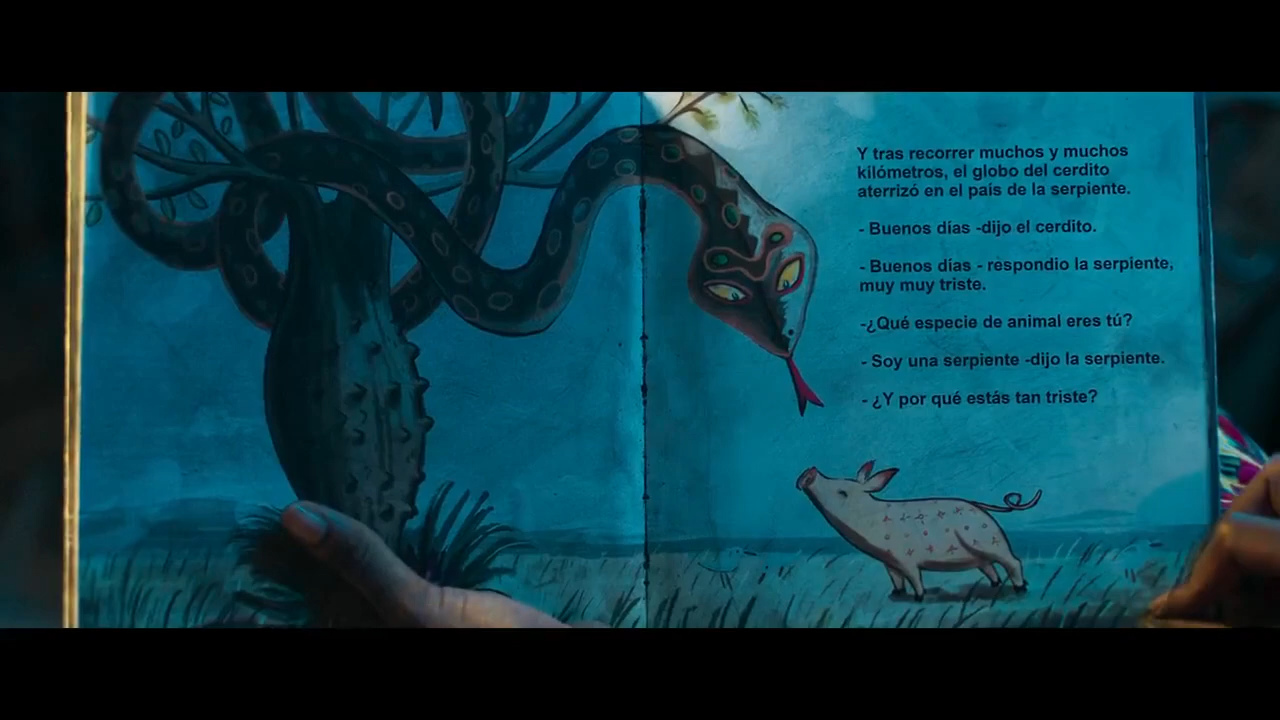 Y tras recorrer muchos y muchos
kilómetros, el globo del cerdito
aterrizó en el país de la serpiente.
- Buenos días -dijo el cerdito.
- Buenos días - respondio la serpiente,
muy muy triste.
-¿Qué especie de animal eres tú?
- Soy una serpiente -dijo la serpiente.
- ¿Y por qué estás tan triste?